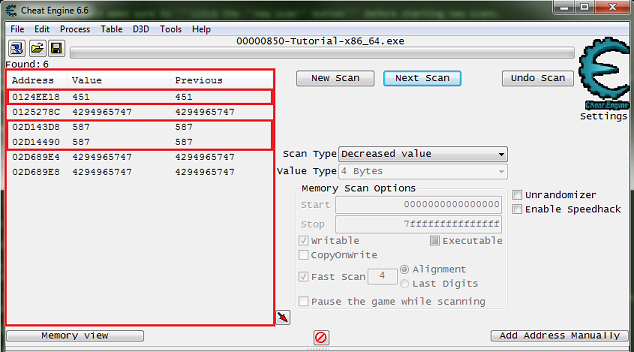 Cheat Engine 6.6
File Edit Process Table D3D Tools Help
00000850-Tutorial-x86_64.exe
Found: 6
Address Value Previous
0124EE18 451 451
0125278C 4294965747 4294965747
02D143D8 587 587
02D14490 587 587
02D689E4 4294965747 4294965747
02D689E8 4294965747 4294965747
New Scan Next Scan Undo Scan
Cheat Engine
Settings
Scan Type Decreased value
Value Type 4 Bytes
Memory Scan Options
Start 0000000000000000
Stop 7fffffffffffffff
Writable Executable
CopyOnWrite
Fast Scan 4 Alignment
Last Digits
Pause the game while scanning
Unrandomizer
Enable Speedhack
Memory view Add Address Manually